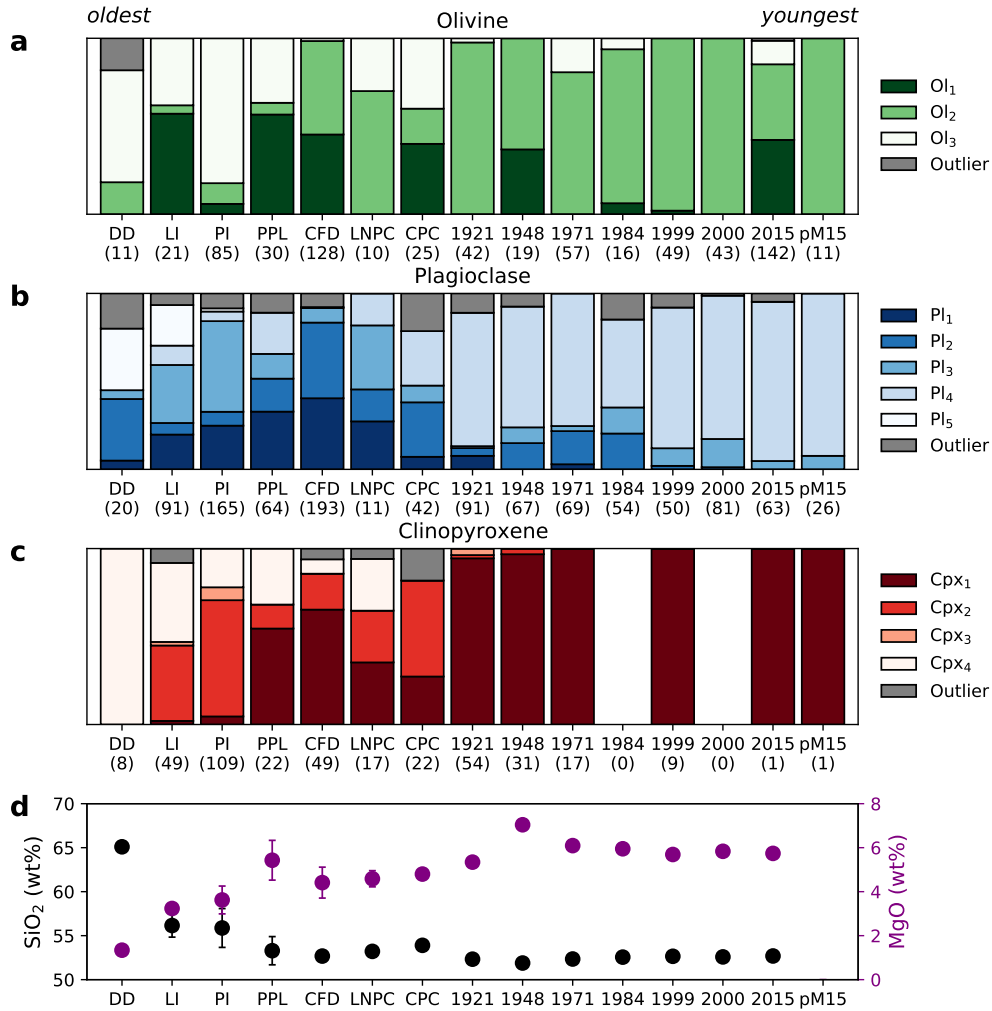 oldest
Olivine
youngest
a
Ol₁
Ol₂
Ol₃
Outlier
DD LI PI PPL CFD LNPC CPC 1921 1948 1971 1984 1999 2000 2015 pM15
(11) (21) (85) (30) (128) (10) (25) (42) (19) (57) (16) (49) (43) (142) (11)
Plagioclase
b
Pl₁
Pl₂
Pl₃
Pl₄
Pl₅
Outlier
DD LI PI PPL CFD LNPC CPC 1921 1948 1971 1984 1999 2000 2015 pM15
(20) (91) (165) (64) (193) (11) (42) (91) (67) (69) (54) (50) (81) (63) (26)
Clinopyroxene
c
Cpx₁
Cpx₂
Cpx₃
Cpx₄
Outlier
DD LI PI PPL CFD LNPC CPC 1921 1948 1971 1984 1999 2000 2015 pM15
(8) (49) (109) (22) (49) (17) (22) (54) (31) (17) (0) (9) (0) (1) (1)
d
SiO₂ (wt%)
70
65
60
55
50
8
6
4
2
0
MgO (wt%)
DD LI PI PPL CFD LNPC CPC 1921 1948 1971 1984 1999 2000 2015 pM15